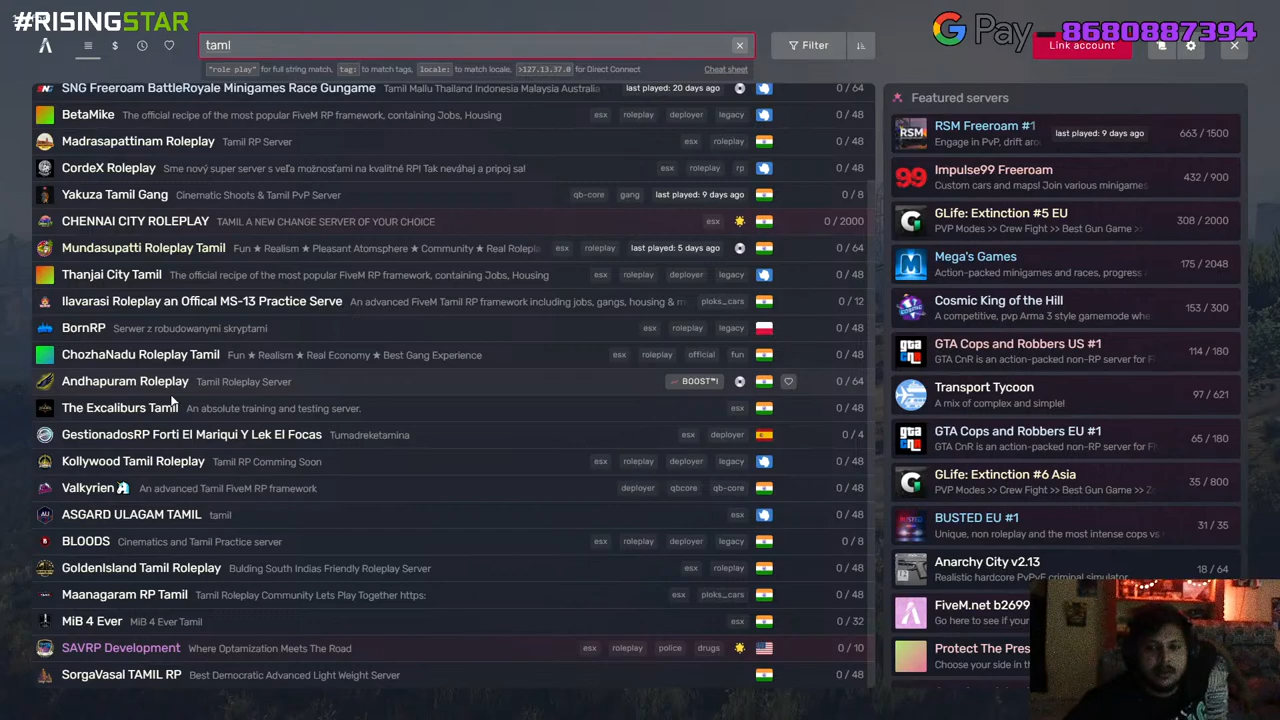 #RISINGSTAR
G Pay 8680887394
taml
Filter
Link account
"role play" for full string match, tag: to match tags, locale: to match locale, >127.13.37.0 for Direct Connect
Cheat sheet
SNG Freeroam BattleRoyale Minigames Race Gungame Tamil Mallu Thailand Indonesia Malaysia Australia last played: 20 days ago 0 / 64
BetaMike The official recipe of the most popular FiveM RP framework, containing Jobs, Housing esx roleplay deployer legacy 0 / 48
Madrasapattinam Roleplay Tamil RP Server esx roleplay 0 / 48
CordeX Roleplay Sme nový super server s veľa možnosťami na kvalitné RP! Tak neváhaj a pripoj sa! esx roleplay rp 0 / 48
Yakuza Tamil Gang Cinematic Shoots & Tamil PvP Server qb-core gang last played: 9 days ago 0 / 8
CHENNAI CITY ROLEPLAY TAMIL A NEW CHANGE SERVER OF YOUR CHOICE esx 0 / 2000
Mundasupatti Roleplay Tamil Fun ★ Realism ★ Pleasant Atomsphere ★ Community ★ Real Rolepla esx roleplay last played: 5 days ago 0 / 64
Thanjai City Tamil The official recipe of the most popular FiveM RP framework, containing Jobs, Housing esx roleplay deployer legacy 0 / 48
Ilavarasi Roleplay an Offical MS-13 Practice Serve An advanced FiveM Tamil RP framework including jobs, gangs, housing & m ploks_cars 0 / 12
BornRP Serwer z robudowanymi skryptami esx roleplay legacy 0 / 48
ChozhaNadu Roleplay Tamil Fun ★ Realism ★ Real Economy ★ Best Gang Experience esx roleplay official fun 0 / 48
Andhapuram Roleplay Tamil Roleplay Server BOOST™! 0 / 64
The Excaliburs Tamil An absolute training and testing server. esx 0 / 48
GestionadosRP Forti El Mariqui Y Lek El Focas Tumadreketamina esx deployer 0 / 4
Kollywood Tamil Roleplay Tamil RP Comming Soon esx roleplay deployer legacy 0 / 48
Valkyrien An advanced Tamil FiveM RP framework deployer qbcore qb-core 0 / 48
ASGARD ULAGAM TAMIL tamil esx 0 / 48
BLOODS Cinematics and Tamil Practice server esx roleplay deployer legacy 0 / 8
GoldenIsland Tamil Roleplay Bulding South Indias Friendly Roleplay Server esx roleplay 0 / 48
Maanagaram RP Tamil Tamil Roleplay Community Lets Play Together https: esx ploks_cars 0 / 48
MiB 4 Ever MiB 4 Ever Tamil esx 0 / 32
SAVRP Development Where Optamization Meets The Road esx roleplay police drugs 0 / 10
SorgaVasal TAMIL RP Best Democratic Advanced Light Weight Server 0 / 48
Featured servers
RSM Freeroam #1 last played: 9 days ago 663 / 1500
Engage in PvP, drift aro
Impulse99 Freeroam 432 / 900
Custom cars and maps! Join various minigames
GLife: Extinction #5 EU 308 / 2000
PVP Modes >> Crew Fight >> Best Gun Game >>
Mega's Games 175 / 2048
Action-packed minigames and races, progress a
Cosmic King of the Hill 153 / 300
A competitive, pvp Arma 3 style gamemode whe
GTA Cops and Robbers US #1 114 / 180
GTA CnR is an action-packed non-RP server for F
Transport Tycoon 97 / 621
A mix of complex and simple!
GTA Cops and Robbers EU #1 65 / 180
GTA CnR is an action-packed non-RP server for F
GLife: Extinction #6 Asia 35 / 800
PVP Modes >> Crew Fight >> Best Gun Game >> Zo
BUSTED EU #1 31 / 35
Unique, non roleplay and the most intense cops vs
Anarchy City v2.13 18 / 64
Realistic hardcore PvPvE criminal simulator
FiveM.net b2699
Go here to see if your
Protect The Pres
Choose your side in